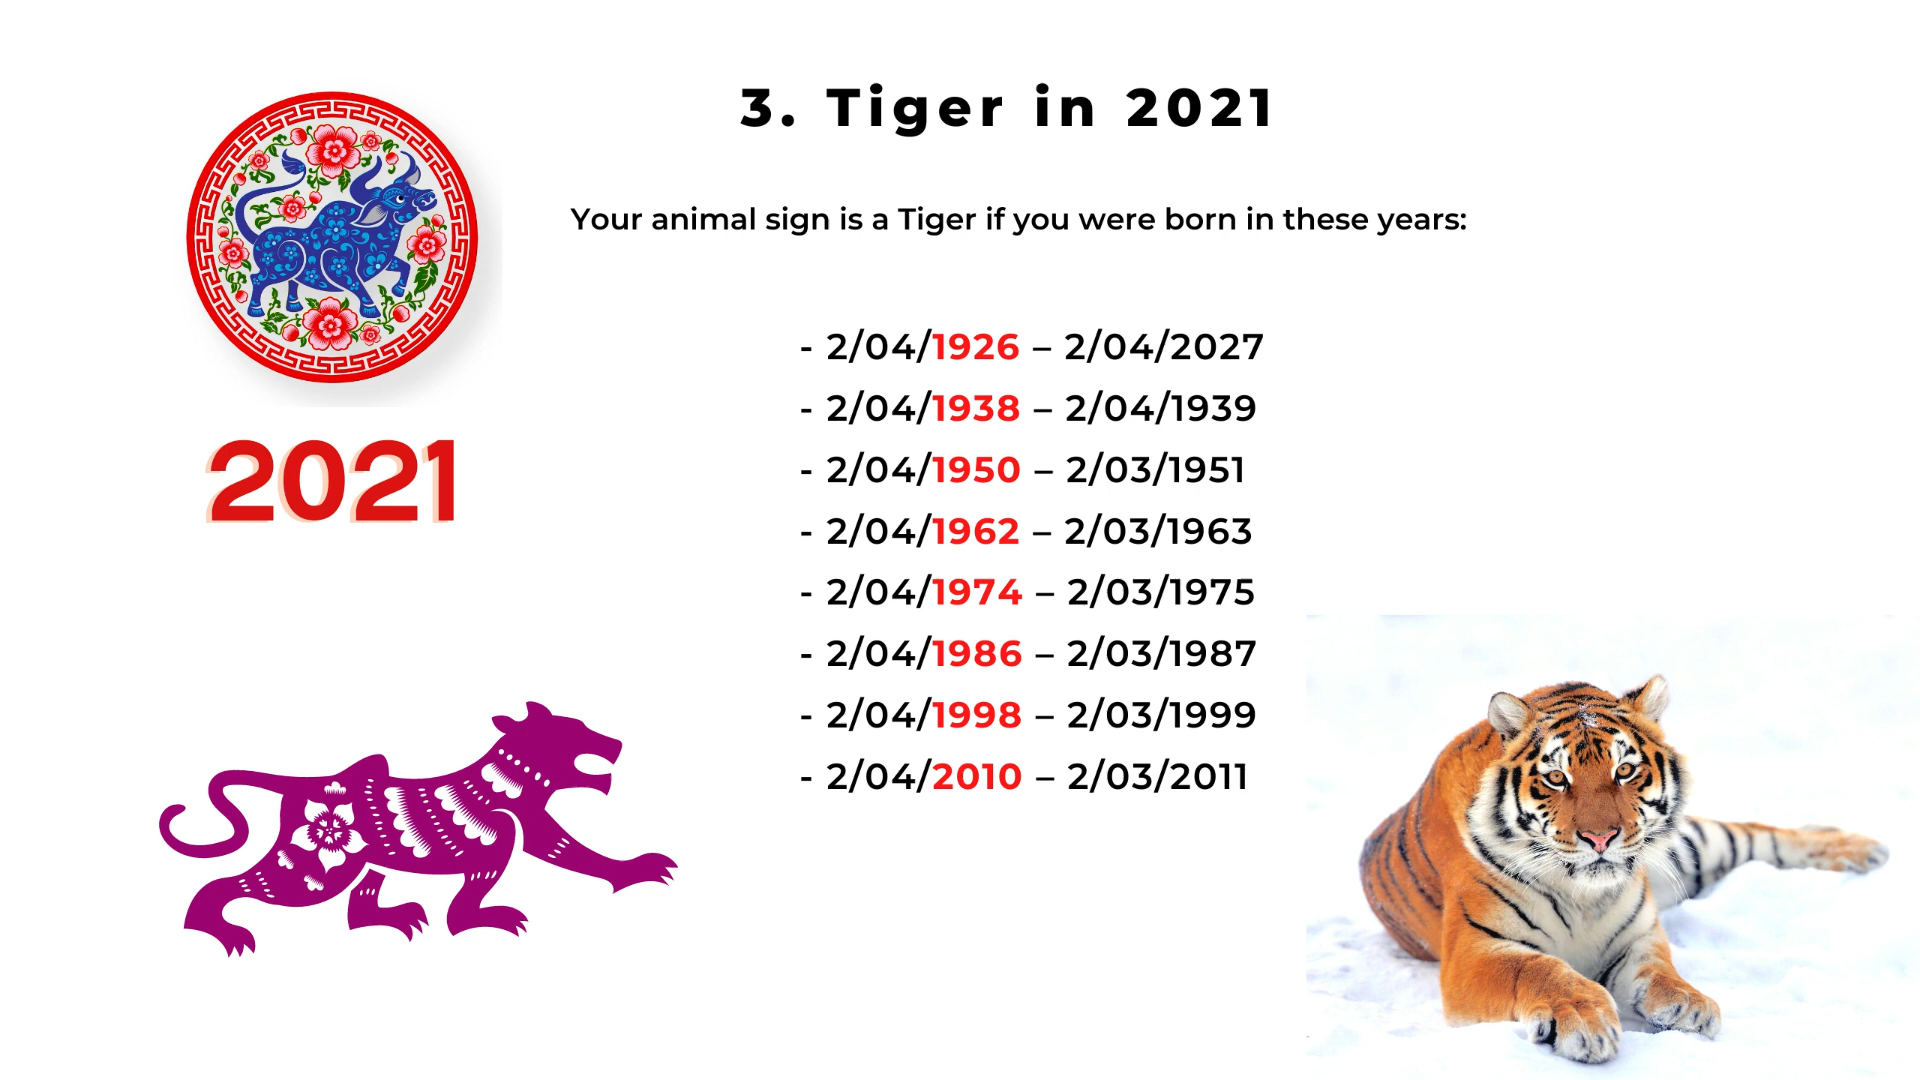 3. Tiger in 2021
Your animal sign is a Tiger if you were born in these years:
- 2/04/1926 – 2/04/2027
- 2/04/1938 – 2/04/1939
- 2/04/1950 – 2/03/1951
- 2/04/1962 – 2/03/1963
- 2/04/1974 – 2/03/1975
- 2/04/1986 – 2/03/1987
- 2/04/1998 – 2/03/1999
- 2/04/2010 – 2/03/2011
2021